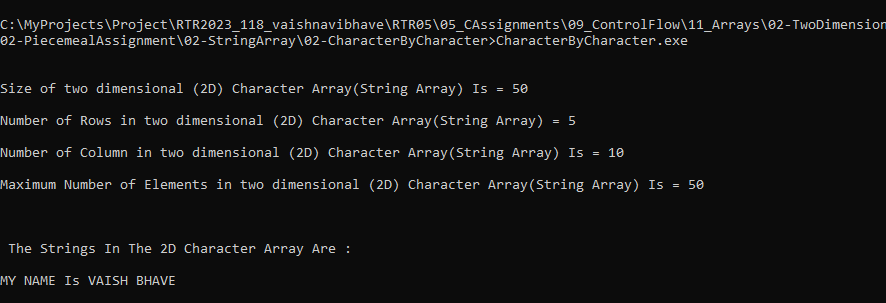 C:\MyProjects\Project\RTR2023_118_vaishnavibhave\RTR05\05_CAssignments\09_ControlFlow\11_Arrays\02-TwoDimension
02-PiecemealAssignment\02-StringArray\02-CharacterByCharacter>CharacterByCharacter.exe
Size of two dimensional (2D) Character Array(String Array) Is = 50
Number of Rows in two dimensional (2D) Character Array(String Array) = 5
Number of Column in two dimensional (2D) Character Array(String Array) Is = 10
Maximum Number of Elements in two dimensional (2D) Character Array(String Array) Is = 50
The Strings In The 2D Character Array Are :
MY NAME Is VAISH BHAVE